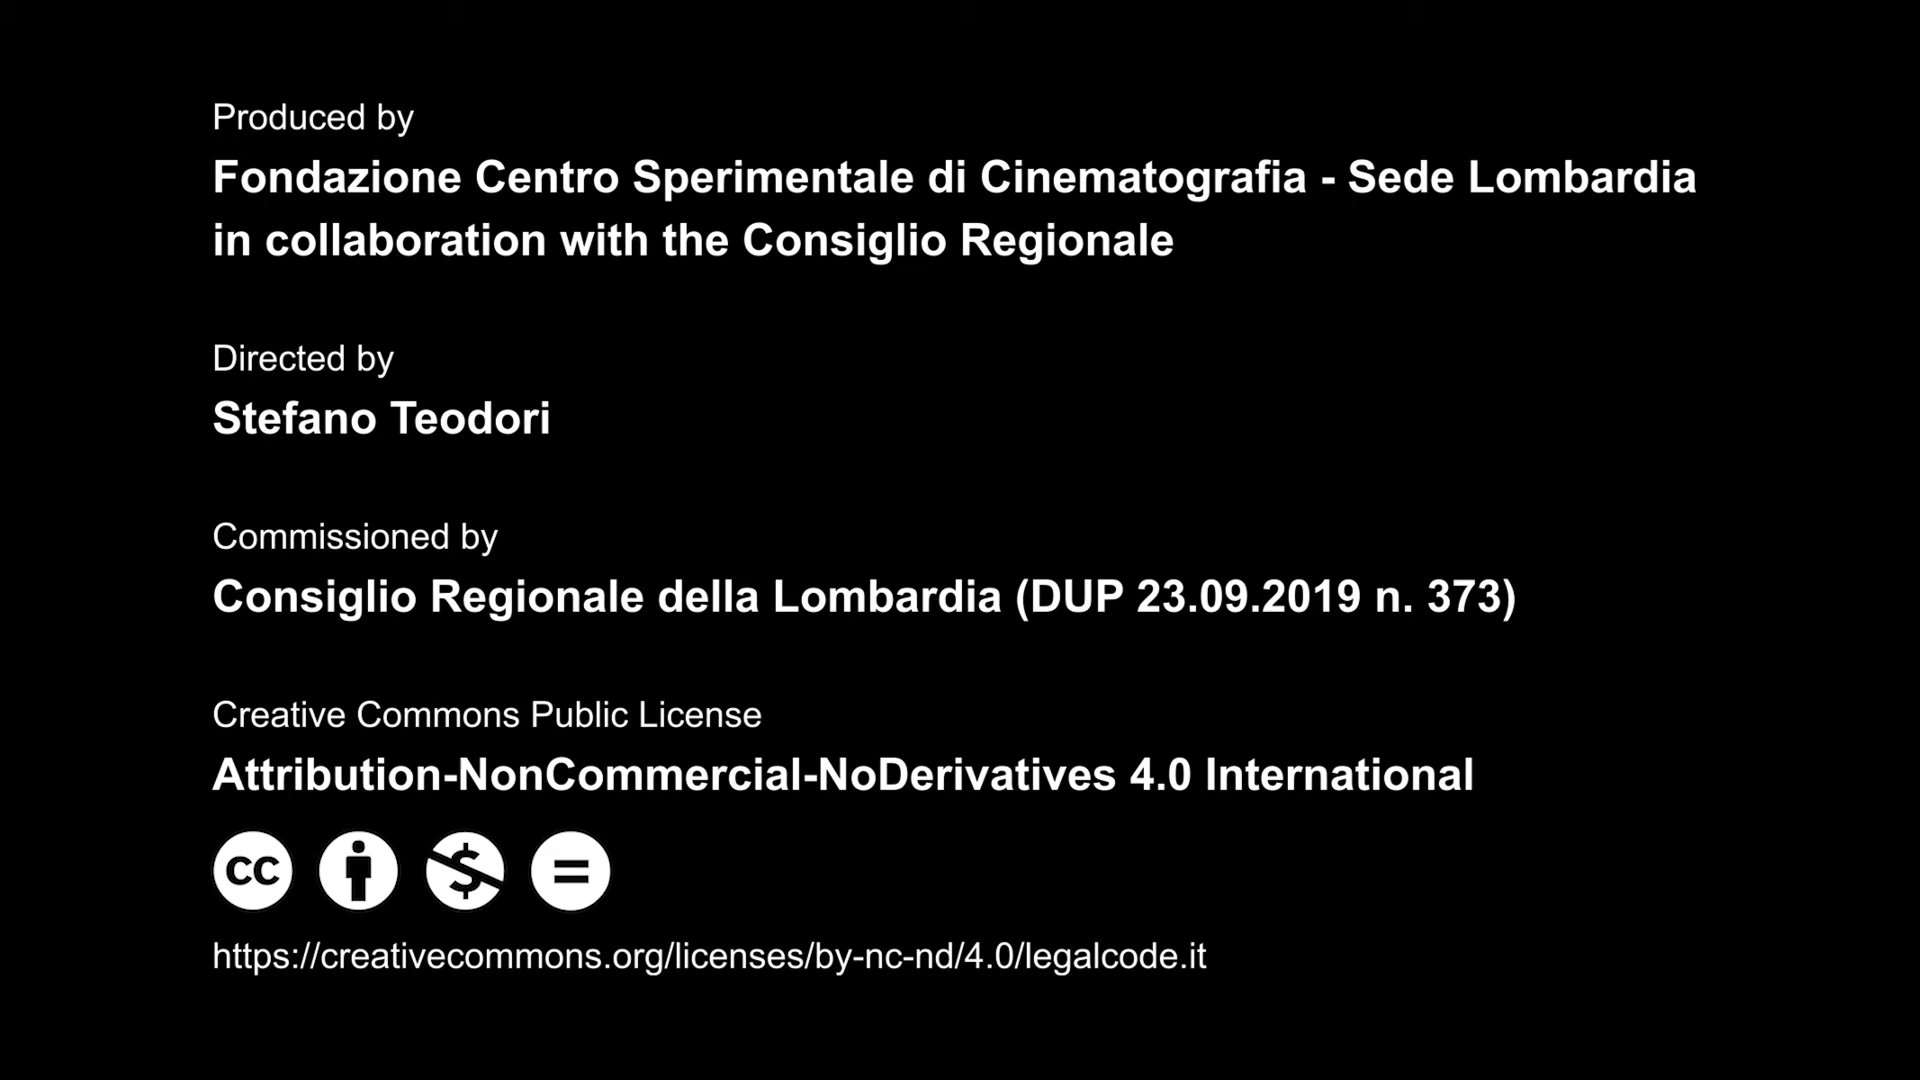 Produced by
Fondazione Centro Sperimentale di Cinematografia - Sede Lombardia
in collaboration with the Consiglio Regionale
Directed by
Stefano Teodori
Commissioned by
Consiglio Regionale della Lombardia (DUP 23.09.2019 n. 373)
Creative Commons Public License
Attribution-NonCommercial-NoDerivatives 4.0 International
cc $ =
https://creativecommons.org/licenses/by-nc-nd/4.0/legalcode.it